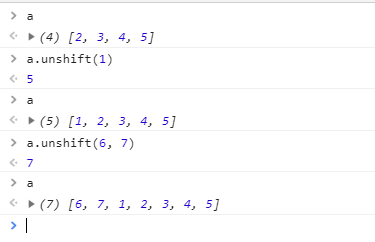 a
(4) [2, 3, 4, 5]
a.unshift(1)
5
a
(5) [1, 2, 3, 4, 5]
a.unshift(6, 7)
7
a
(7) [6, 7, 1, 2, 3, 4, 5]